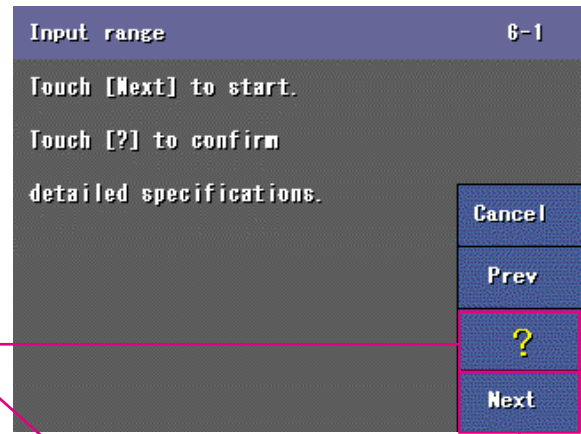 Input range 6-1
Touch [Next] to start.
Touch [?] to confirm
detailed specifications.
Cancel
Prev
?
Next